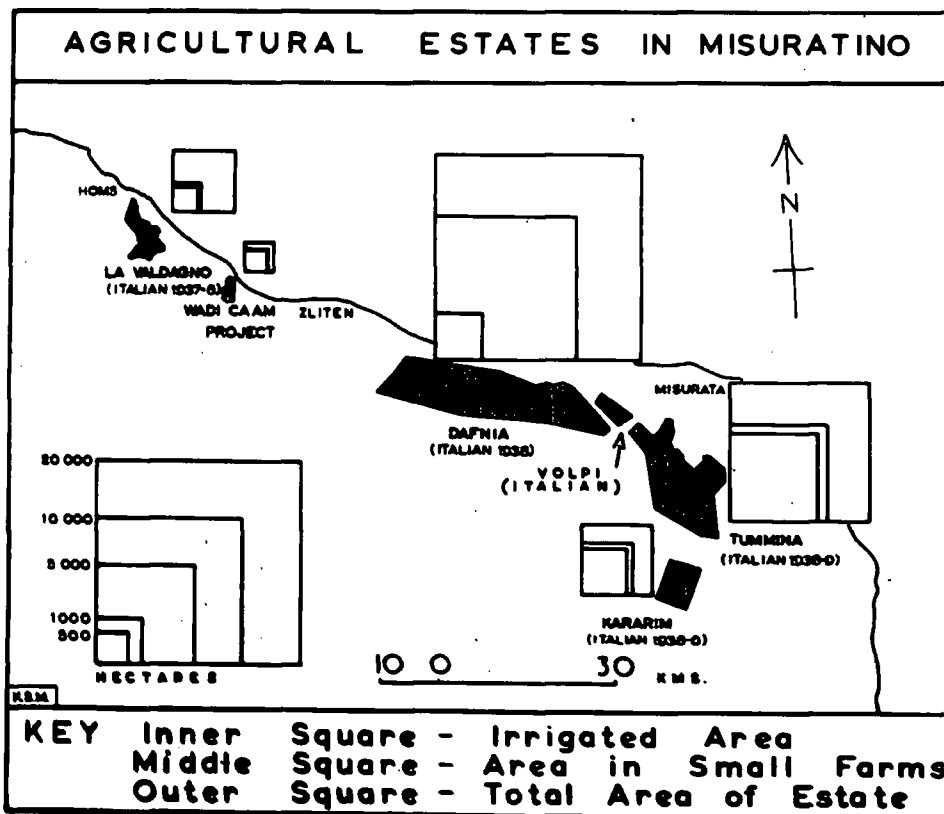 AGRICULTURAL ESTATES IN MISURATINO
HOMS
N
LA VALDAGNO
(ITALIAN 1937-8)
WADI CAAM
PROJECT
ZLITEN
MISURATA
DAFNIA
(ITALIAN 1938)
VOLPI
(ITALIAN)
TUMMINA
(ITALIAN 1938-9)
KARARIM
(ITALIAN 1938-9)
20 000
10 000
5 000
1000
500
HECTARES
10 0 30 KMS.
K.S.M.
KEY Inner Square - Irrigated Area
Middle Square - Area in Small Farms
Outer Square - Total Area of Estate